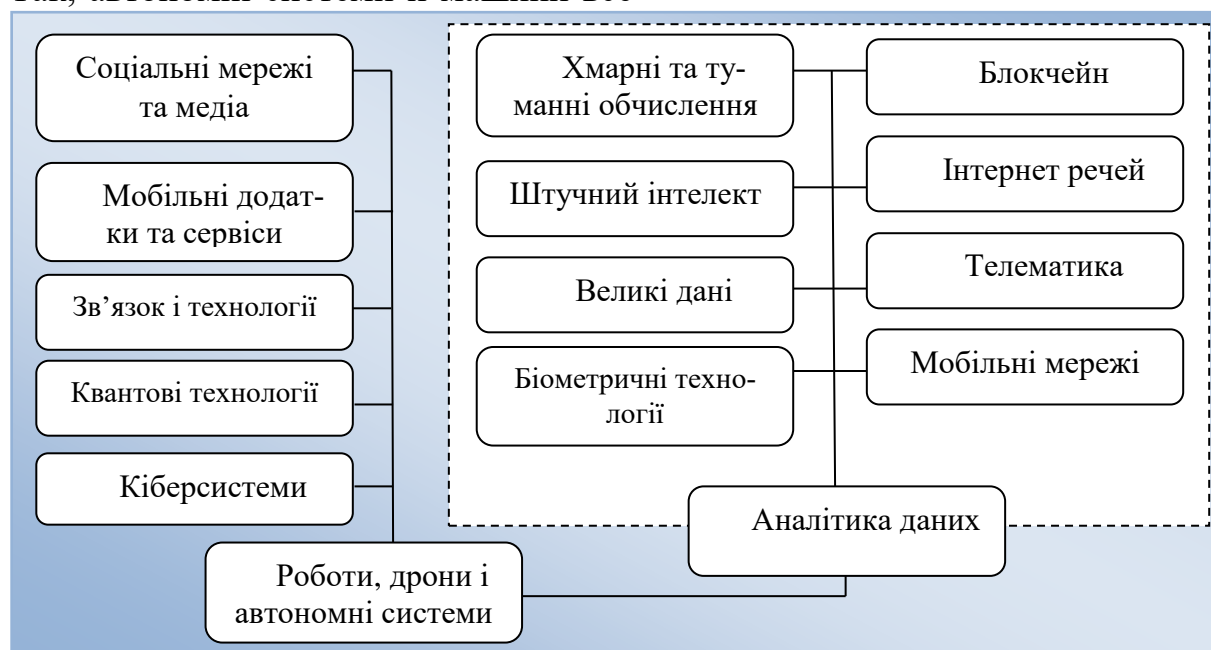 Соціальні мережі
та медіа
Мобільні додат-
ки та сервіси
Зв’язок і технології
Квантові технології
Кіберсистеми
Роботи, дрони і
автономні системи
Хмарні та ту-
манні обчислення
Штучний інтелект
Великі дані
Біометричні техно-
логії
Блокчейн
Інтернет речей
Телематика
Мобільні мережі
Аналітика даних